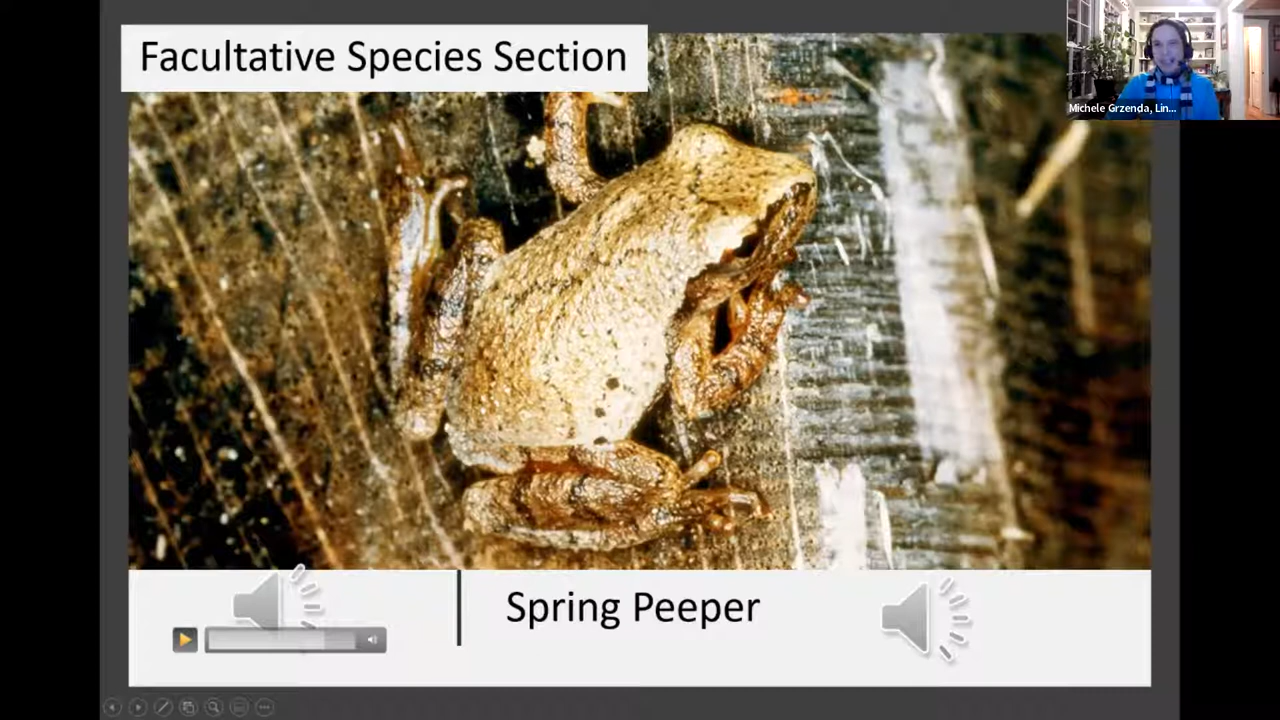 Facultative Species Section
Michele Grzenda, Lin...
Spring Peeper